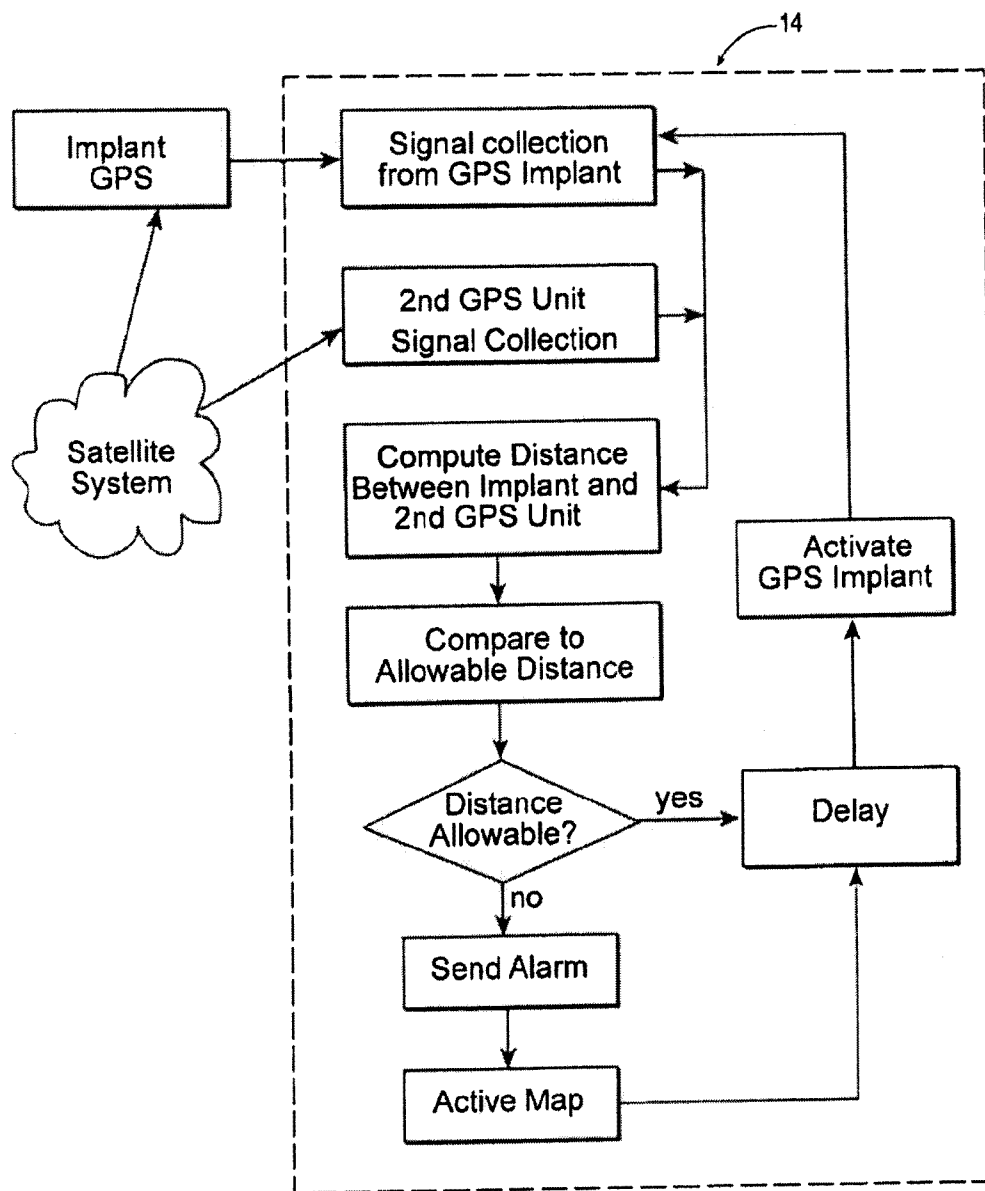 14
Implant
GPS
Signal collection
from GPS Implant
2nd GPS Unit
Signal Collection
Satellite
System
Compute Distance
Between Implant and
2nd GPS Unit
Activate
GPS Implant
Compare to
Allowable Distance
Distance
Allowable?
yes
Delay
no
Send Alarm
Active Map